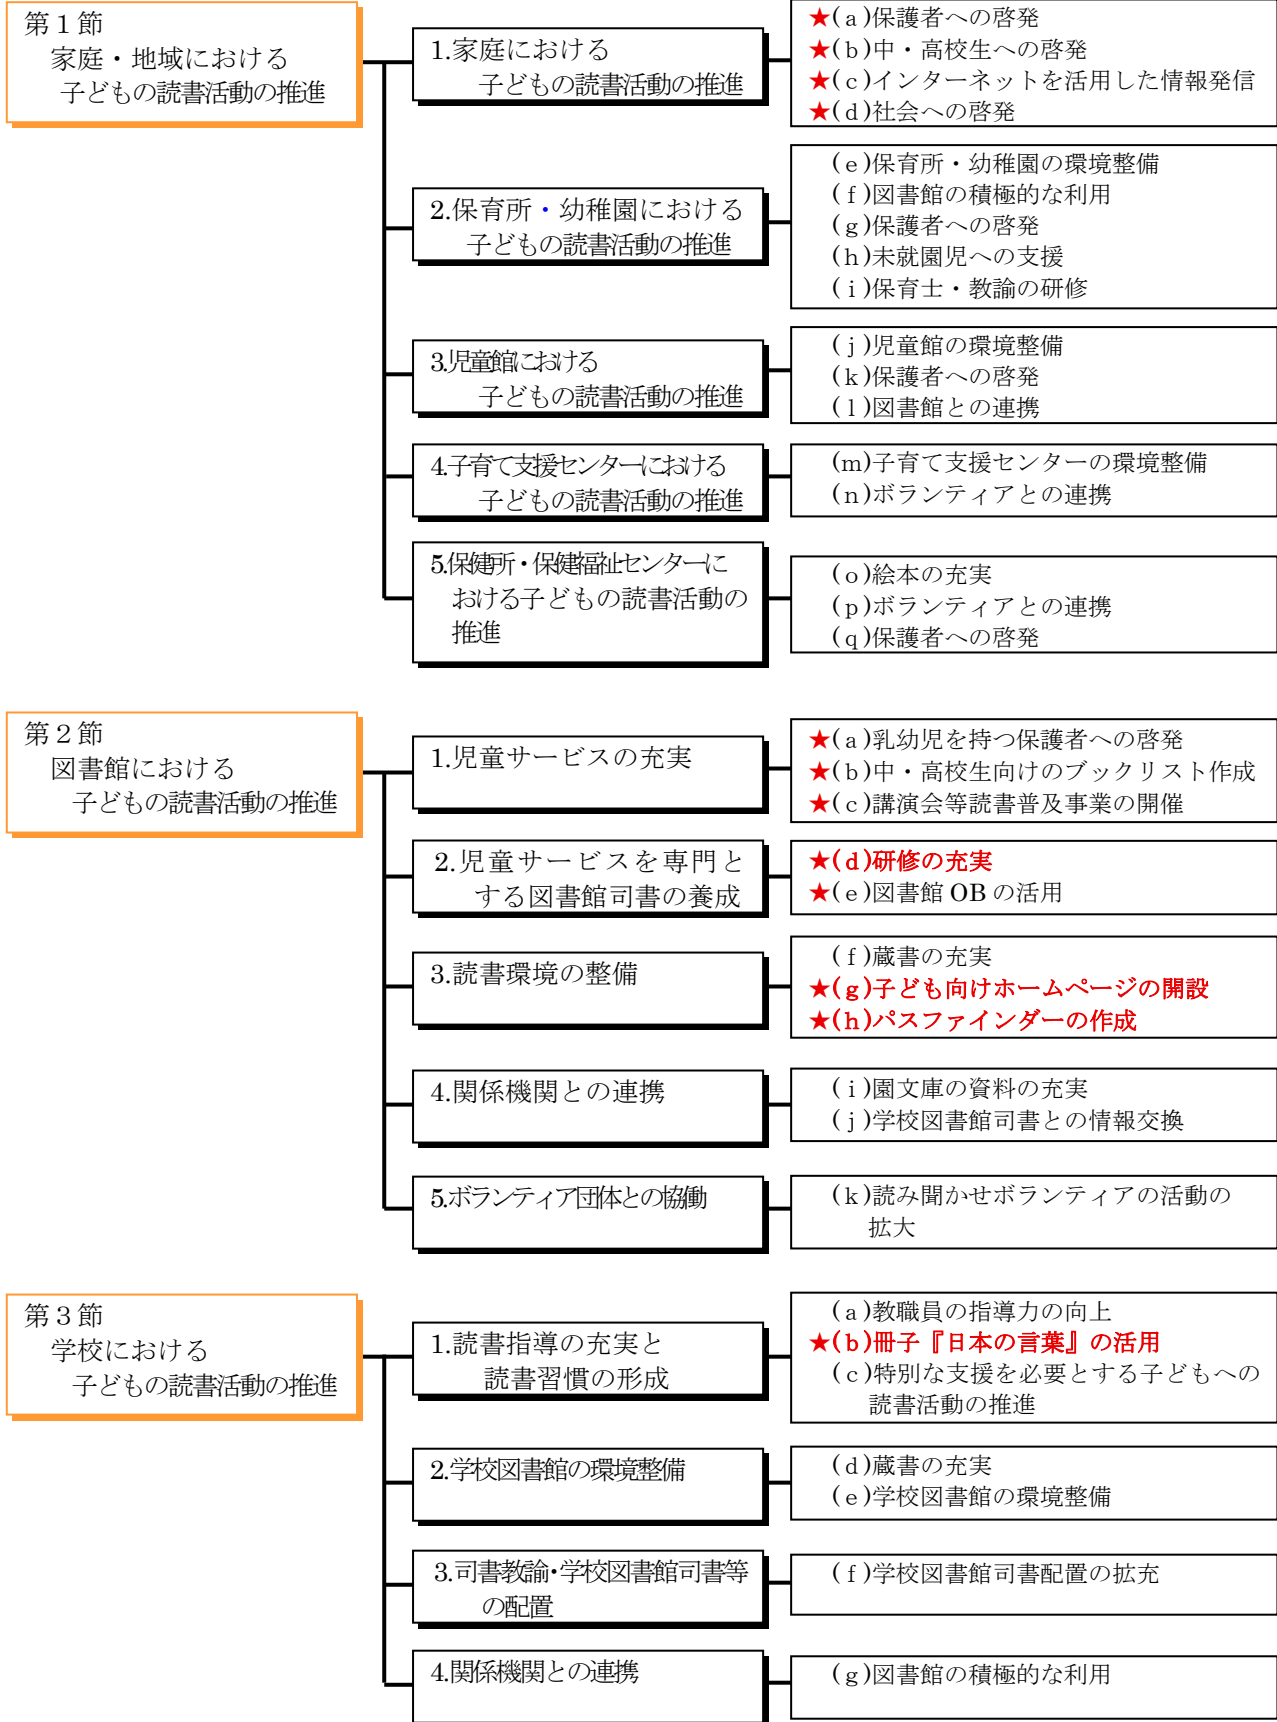 第１節
家庭・地域における
子どもの読書活動の推進
1.家庭における
子どもの読書活動の推進
★(ａ)保護者への啓発
★(ｂ)中・高校生への啓発
★(ｃ)インターネットを活用した情報発信
★(ｄ)社会への啓発
2.保育所・幼稚園における
子どもの読書活動の推進
(ｅ)保育所・幼稚園の環境整備
(ｆ)図書館の積極的な利用
(ｇ)保護者への啓発
(ｈ)未就園児への支援
(ｉ)保育士・教諭の研修
3.児童館における
子どもの読書活動の推進
(ｊ)児童館の環境整備
(ｋ)保護者への啓発
(ｌ)図書館との連携
4.子育て支援センターにおける
子どもの読書活動の推進
(ｍ)子育て支援センターの環境整備
(ｎ)ボランティアとの連携
5.保健所・保健福祉センターに
おける子どもの読書活動の
推進
(ｏ)絵本の充実
(ｐ)ボランティアとの連携
(ｑ)保護者への啓発
第２節
図書館における
子どもの読書活動の推進
1.児童サービスの充実
★(ａ)乳幼児を持つ保護者への啓発
★(ｂ)中・高校生向けのブックリスト作成
★(ｃ)講演会等読書普及事業の開催
2.児童サービスを専門と
する図書館司書の養成
★(ｄ)研修の充実
★(ｅ)図書館 OB の活用
3.読書環境の整備
(ｆ)蔵書の充実
★(ｇ)子ども向けホームページの開設
★(ｈ)パスファインダーの作成
4.関係機関との連携
(ｉ)園文庫の資料の充実
(ｊ)学校図書館司書との情報交換
5.ボランティア団体との協働
(ｋ)読み聞かせボランティアの活動の
拡大
第３節
学校における
子どもの読書活動の推進
1.読書指導の充実と
読書習慣の形成
(ａ)教職員の指導力の向上
★(ｂ)冊子『日本の言葉』の活用
(ｃ)特別な支援を必要とする子どもへの
読書活動の推進
2.学校図書館の環境整備
(ｄ)蔵書の充実
(ｅ)学校図書館の環境整備
3.司書教諭・学校図書館司書等
の配置
(ｆ)学校図書館司書配置の拡充
4.関係機関との連携
(ｇ)図書館の積極的な利用